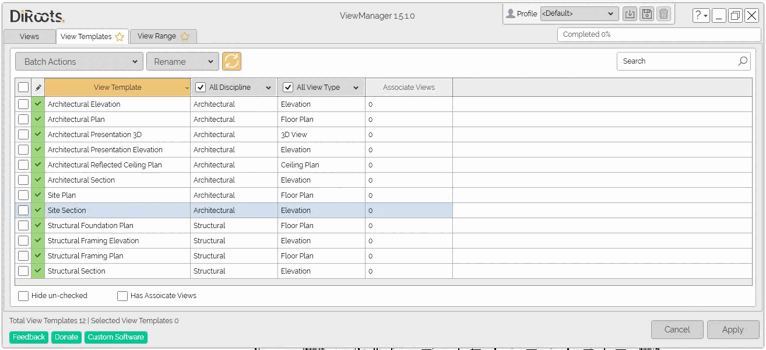 DiRoots.
ViewManager 1.5.1.0
Profile <Default>
?
Views View Templates View Range
Completed 0%
Batch Actions Rename Search
View Template All Discipline All View Type Associate Views
Architectural Elevation Architectural Elevation 0
Architectural Plan Architectural Floor Plan 0
Architectural Presentation 3D Architectural 3D View 0
Architectural Presentation Elevation Architectural Elevation 0
Architectural Reflected Ceiling Plan Architectural Ceiling Plan 0
Architectural Section Architectural Elevation 0
Site Plan Architectural Floor Plan 0
Site Section Architectural Elevation 0
Structural Foundation Plan Structural Floor Plan 0
Structural Framing Elevation Structural Elevation 0
Structural Framing Plan Structural Floor Plan 0
Structural Section Structural Elevation 0
Hide un-checked Has Assoicate Views
Total View Templates 12 | Selected View Templates 0
Feedback Donate Custom Software Cancel Apply